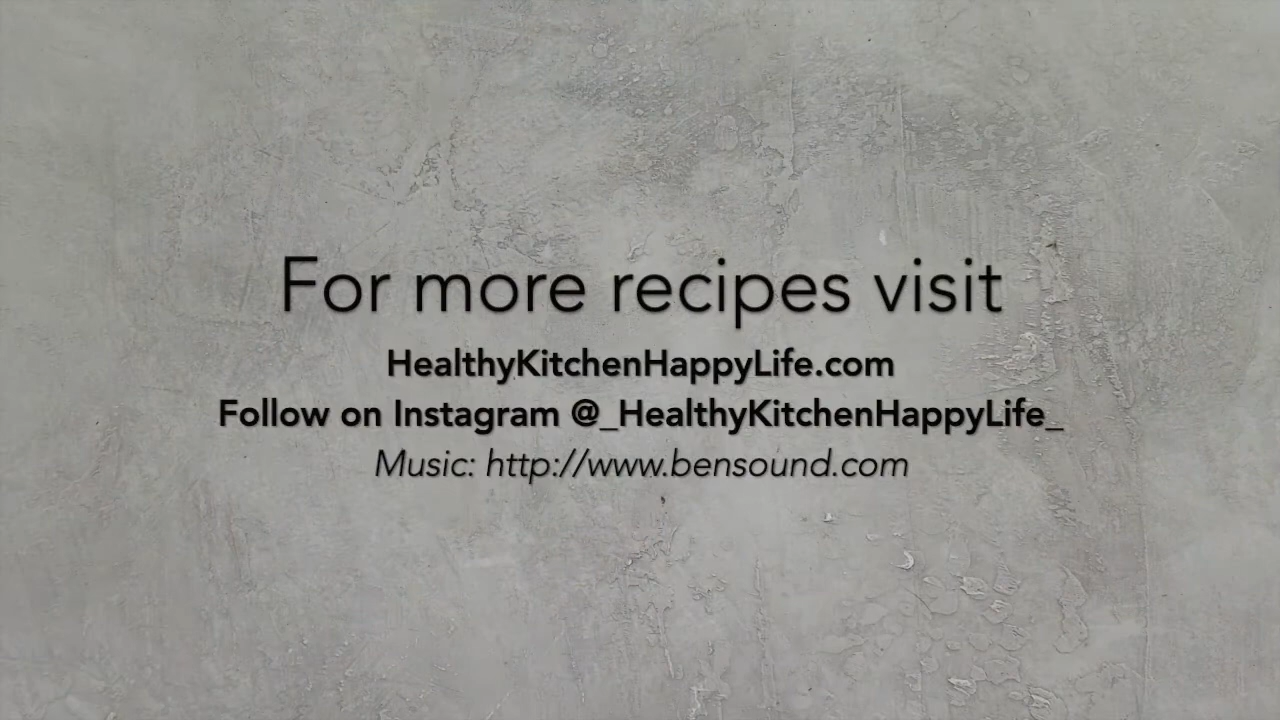 For more recipes visit
HealthyKitchenHappyLife.com
Follow on Instagram @_HealthyKitchenHappyLife_
Music: http://www.bensound.com